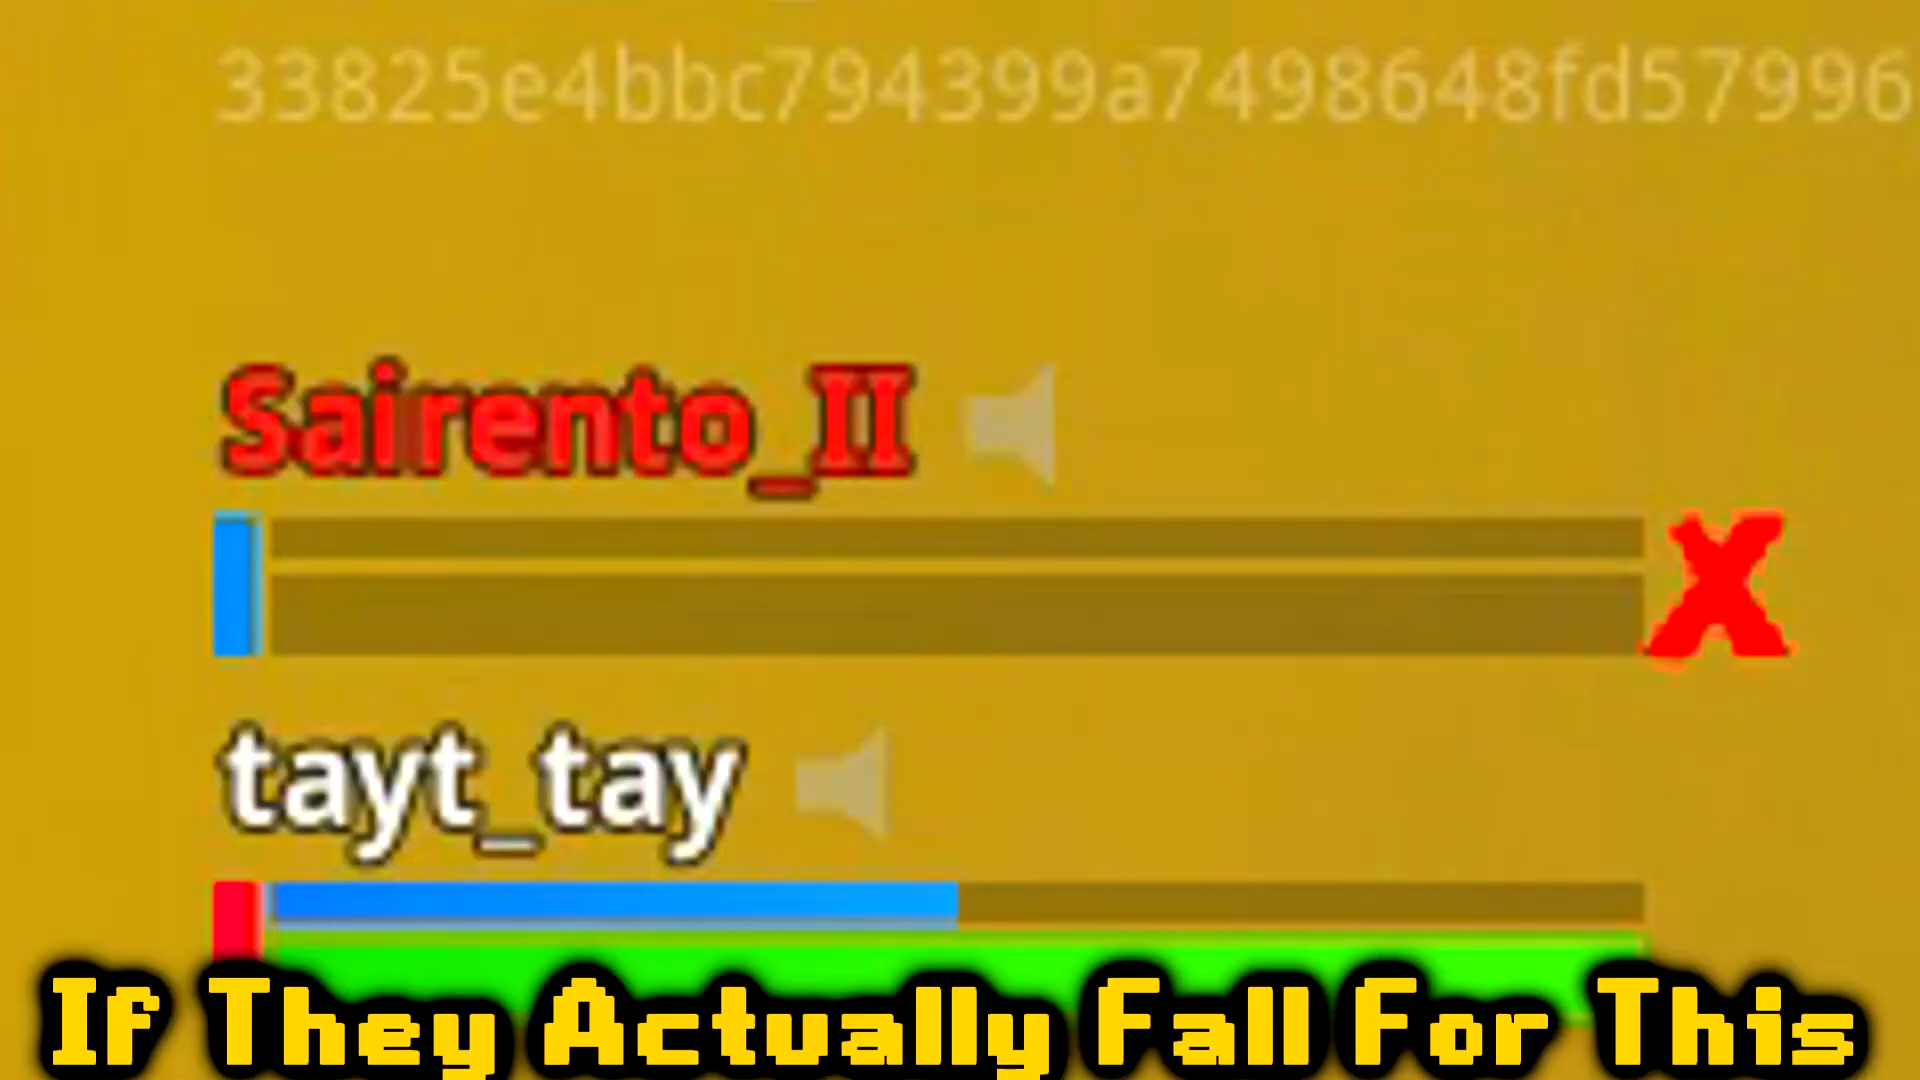 33825e4bbc794399a7498648fd57996
Sairento_II
tayt_tay
If They Actually Fall For This